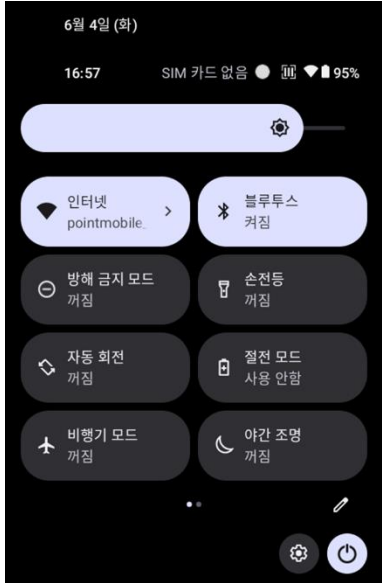 6월 4일 (화)
16:57 SIM 카드 없음 95%
인터넷
pointmobile_
블루투스
켜짐
방해 금지 모드
꺼짐
손전등
꺼짐
자동 회전
꺼짐
절전 모드
사용 안함
비행기 모드
꺼짐
야간 조명
꺼짐